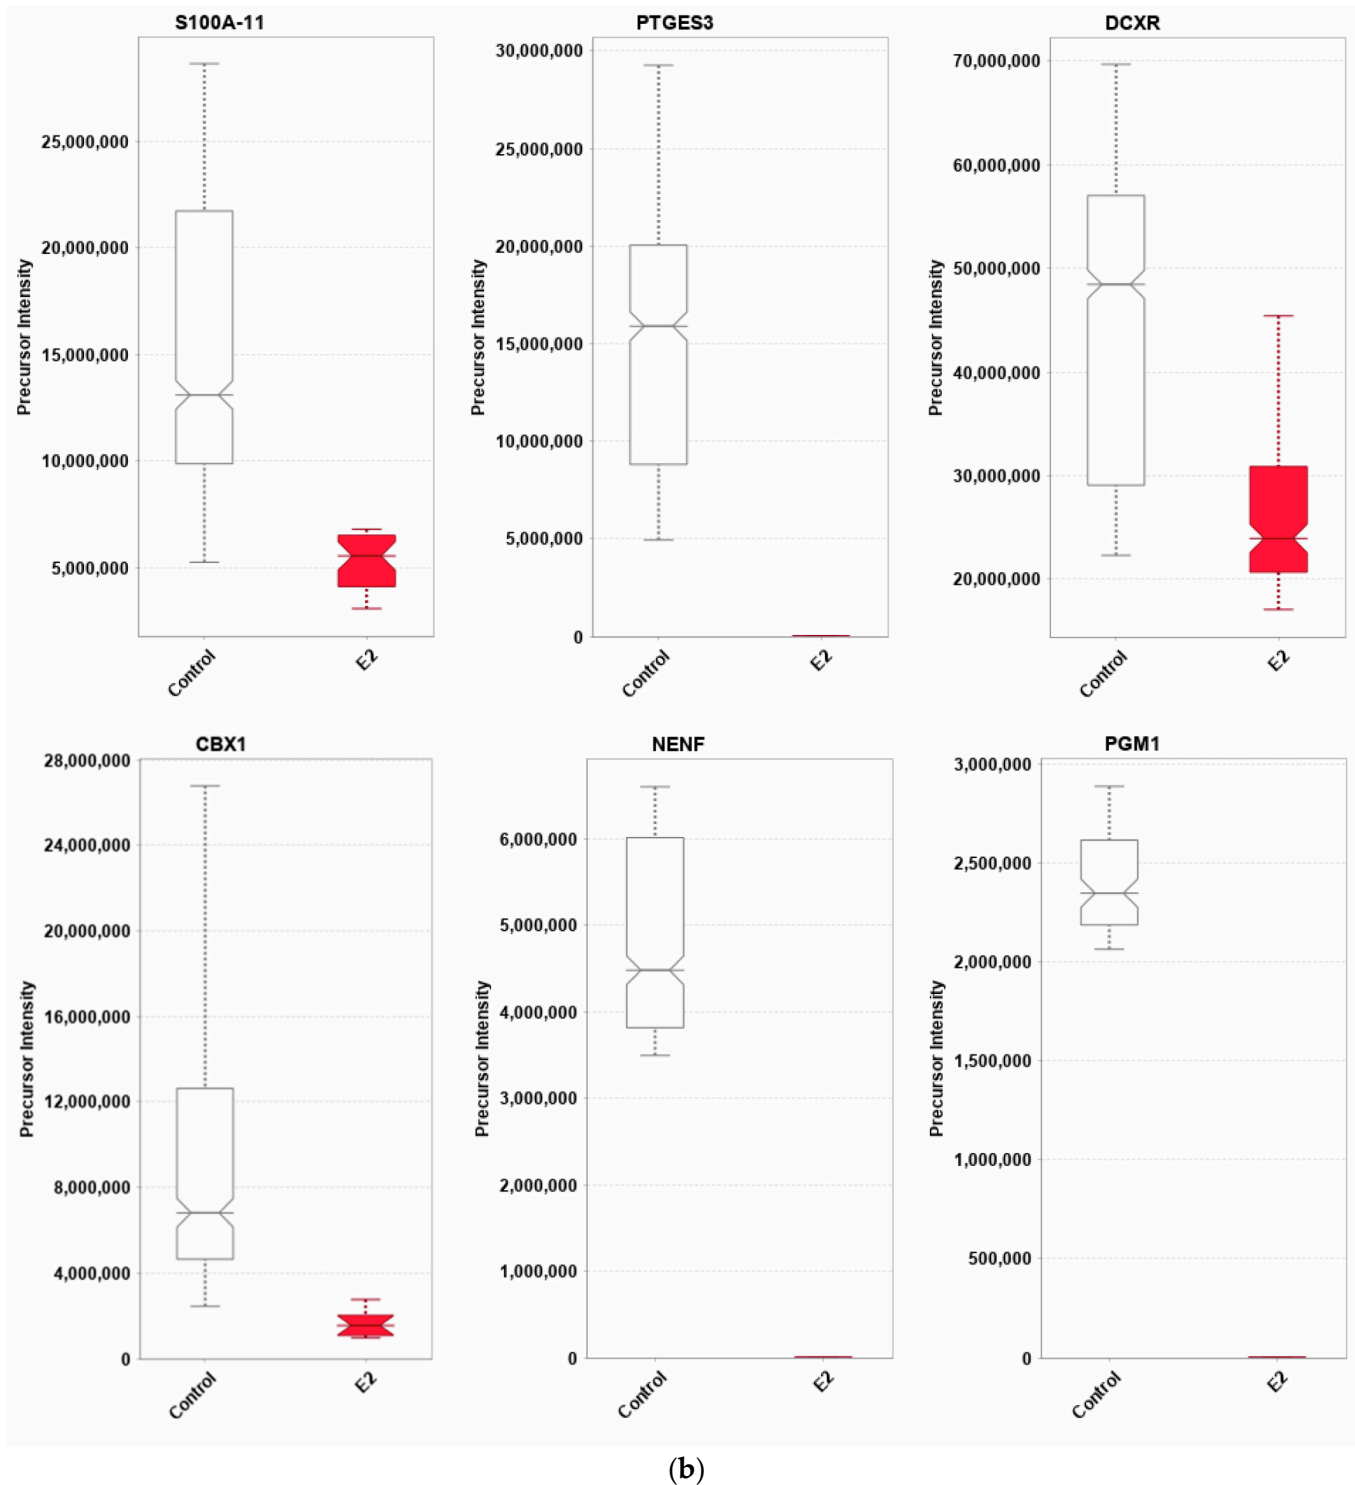 S100A-11
Precursor Intensity
25,000,000
20,000,000
15,000,000
10,000,000
5,000,000
Control
E2
PTGES3
Precursor Intensity
30,000,000
25,000,000
20,000,000
15,000,000
10,000,000
5,000,000
0
Control
E2
DCXR
Precursor Intensity
70,000,000
60,000,000
50,000,000
40,000,000
30,000,000
20,000,000
Control
E2
CBX1
Precursor Intensity
28,000,000
24,000,000
20,000,000
16,000,000
12,000,000
8,000,000
4,000,000
0
Control
E2
NENF
Precursor Intensity
6,000,000
5,000,000
4,000,000
3,000,000
2,000,000
1,000,000
0
Control
E2
PGM1
Precursor Intensity
3,000,000
2,500,000
2,000,000
1,500,000
1,000,000
500,000
0
Control
E2
(b)